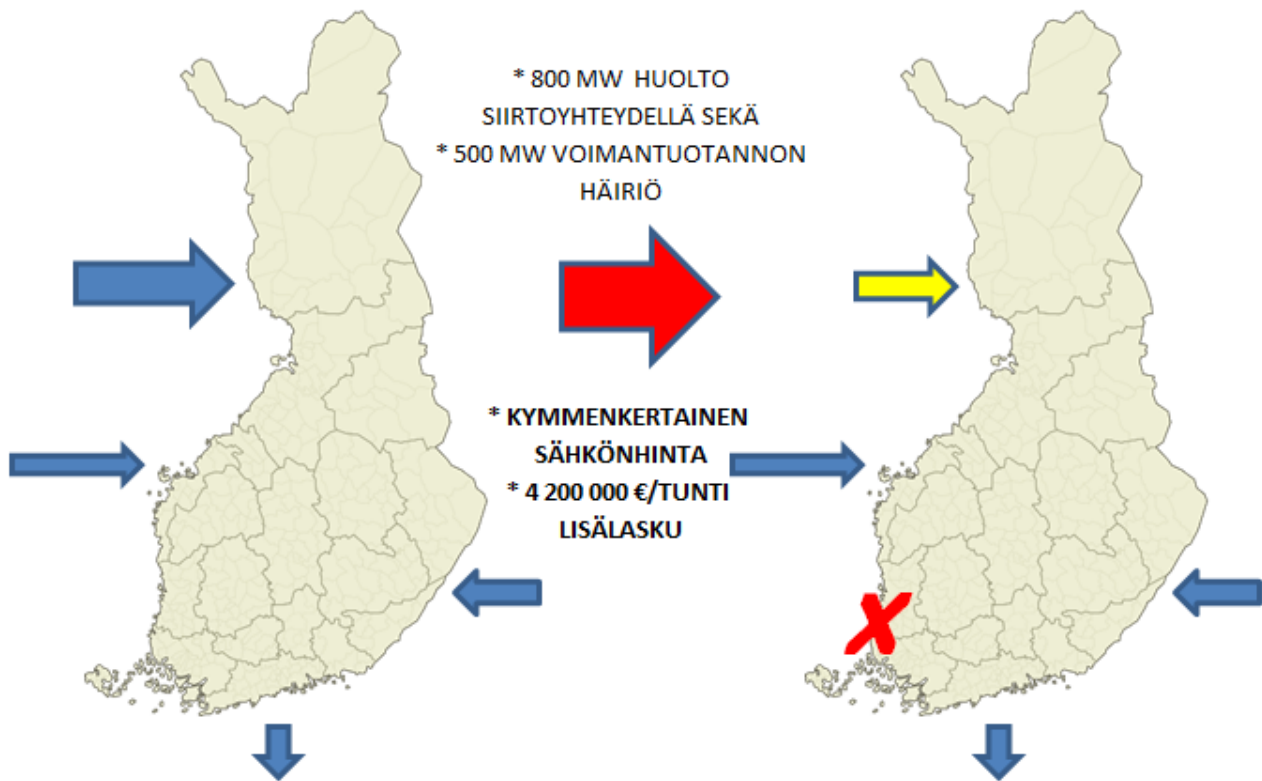 * 800 MW HUOLTO
SIIRTOYHTEYDELLÄ SEKÄ
* 500 MW VOIMANTUOTANNON
HÄIRIÖ
* KYMMENKERTAINEN
SÄHKÖNHINTA
* 4 200 000 €/TUNTI
LISÄLASKU